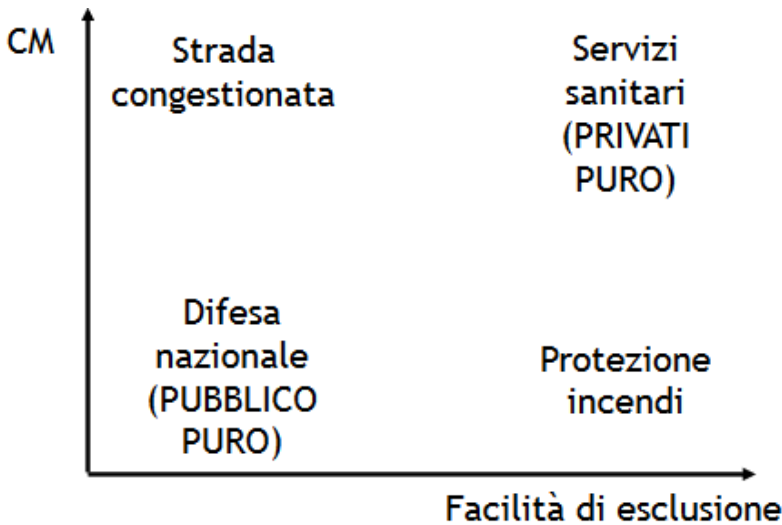 CM
Strada
congestionata
Servizi
sanitari
(PRIVATI
PURO)
Difesa
nazionale
(PUBBLICO
PURO)
Protezione
incendi
Facilità di esclusione